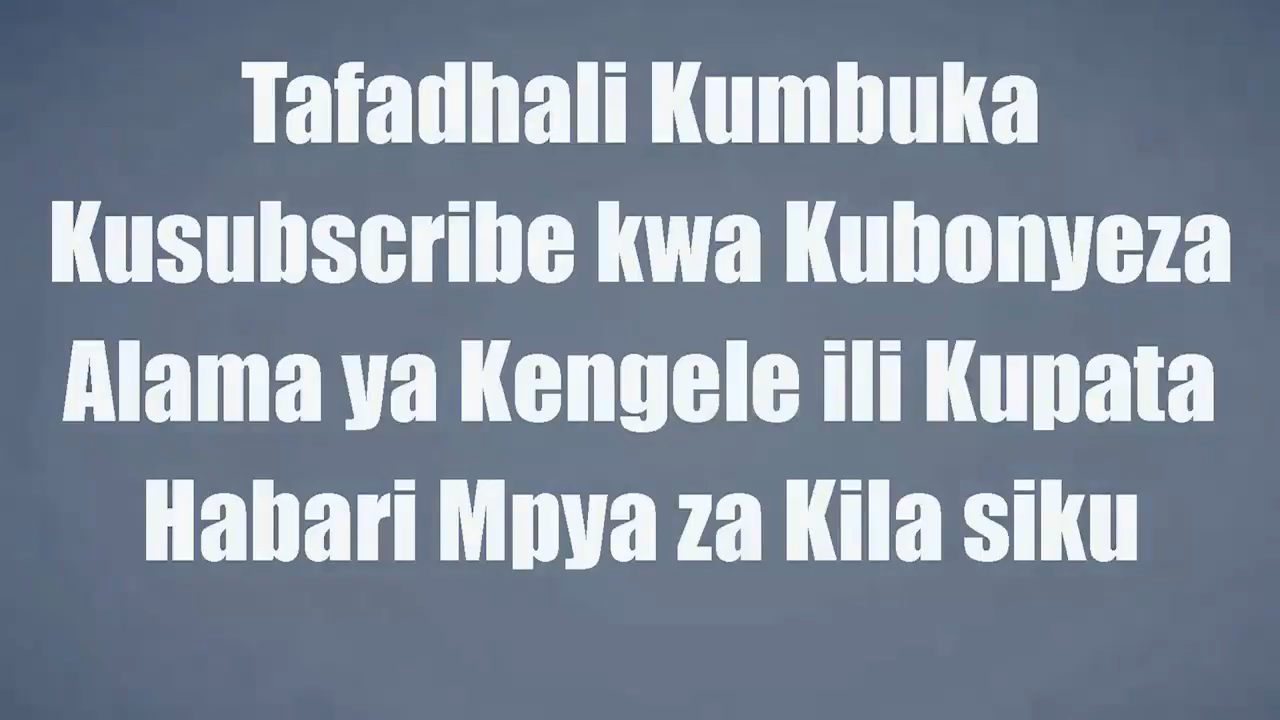 Tafadhali Kumbuka
Kusubscribe kwa Kubonyeza
Alama ya Kengele ili Kupata
Habari Mpya za Kila siku